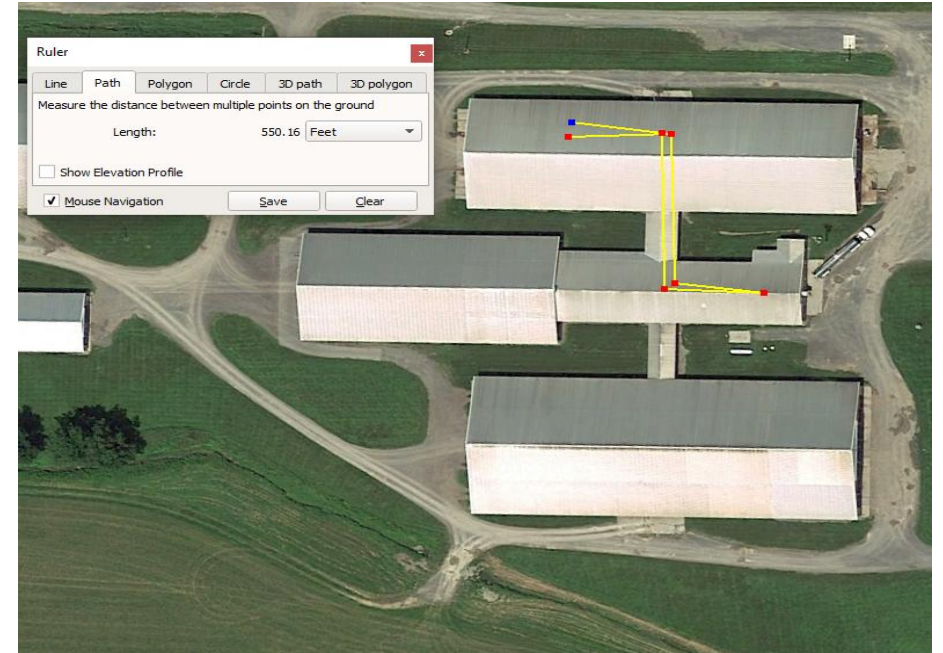 Ruler
Line Path Polygon Circle 3D path 3D polygon
Measure the distance between multiple points on the ground
Length: 550.16 Feet
Show Elevation Profile
Mouse Navigation Save Clear